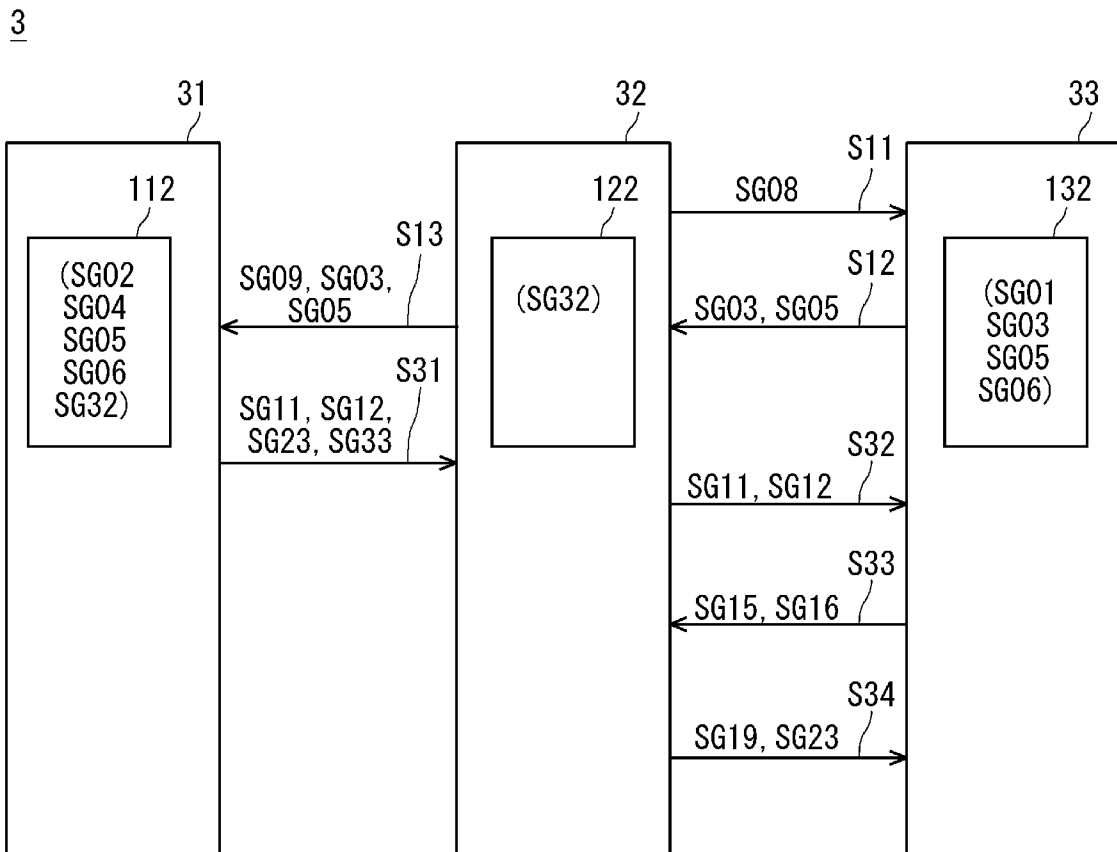 3
31
32
33
112
122
132
S11
SG08
S13
S12
SG09, SG03,
SG05
SG03, SG05
(SG02
SG04
SG05
SG06
SG32)
(SG32)
(SG01
SG03
SG05
SG06)
S31
SG11, SG12,
SG23, SG33
S32
SG11, SG12
S33
SG15, SG16
S34
SG19, SG23